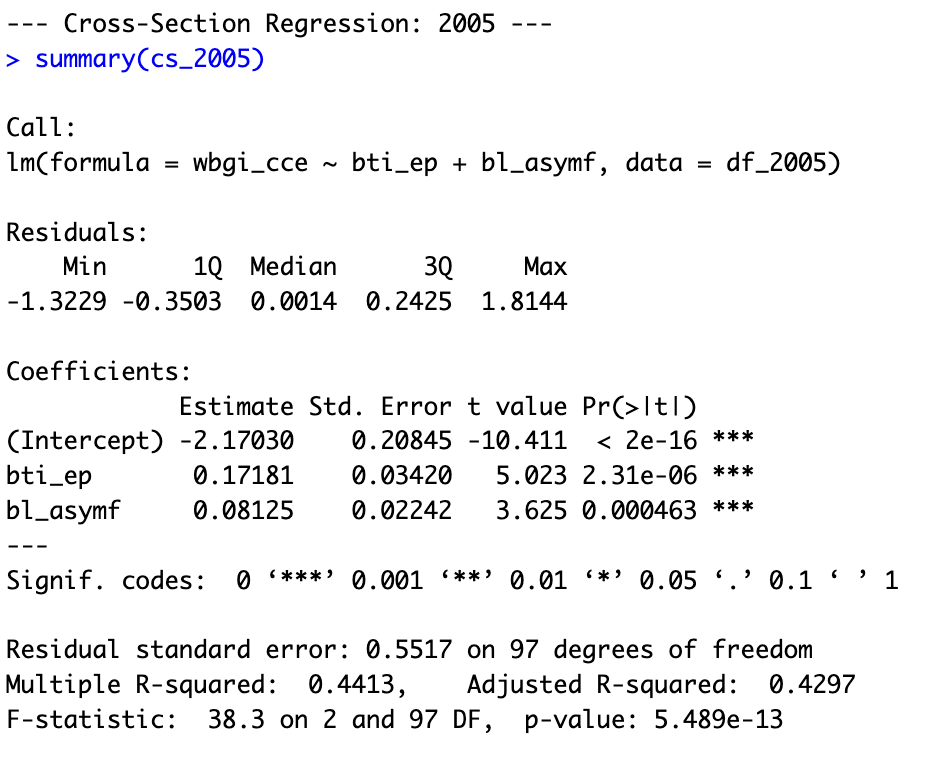 --- Cross-Section Regression: 2005 ---
> summary(cs_2005)
Call:
lm(formula = wbgi_cce ~ bti_ep + bl_asymf, data = df_2005)
Residuals:
    Min      1Q  Median      3Q     Max
-1.3229 -0.3503  0.0014  0.2425  1.8144
Coefficients:
            Estimate Std. Error t value Pr(>|t|)
(Intercept) -2.17030    0.20845 -10.411  < 2e-16 ***
bti_ep       0.17181    0.03420   5.023 2.31e-06 ***
bl_asymf     0.08125    0.02242   3.625 0.000463 ***
---
Signif. codes:  0 ‘***’ 0.001 ‘**’ 0.01 ‘*’ 0.05 ‘.’ 0.1 ‘ ’ 1
Residual standard error: 0.5517 on 97 degrees of freedom
Multiple R-squared:  0.4413,	Adjusted R-squared:  0.4297
F-statistic:  38.3 on 2 and 97 DF,  p-value: 5.489e-13